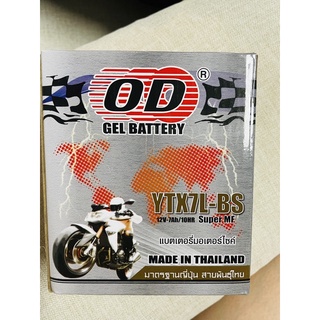 OD®
GEL BATTERY
YTX7L-BS
12V-7Ah/10HR Super MF
แบตเตอรี่มอเตอร์ไซค์
MADE IN THAILAND
มาตรฐานญี่ปุ่น สายพันธุ์ไทย